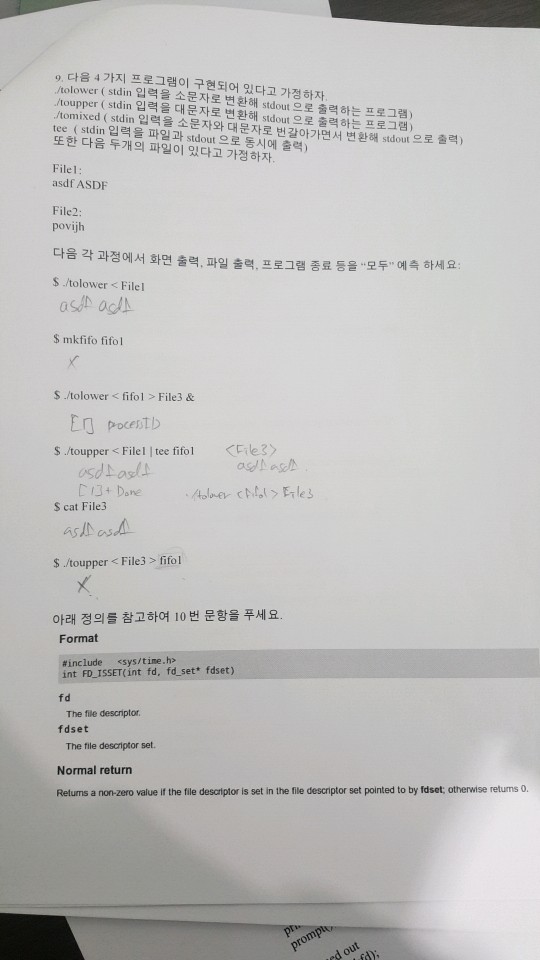 9. 다음 4 가지 프로그램이 구현되어 있다고 가정하자.
./tolower ( stdin 입력을 소문자로 변환해 stdout 으로 출력하는 프로그램)
./toupper ( stdin 입력을 대문자로 변환해 stdout 으로 출력하는 프로그램)
./tomixed ( stdin 입력을 소문자와 대문자로 번갈아가면서 변환해 stdout 으로 출력)
tee ( stdin 입력을 파일과 stdout 으로 동시에 출력)
또한 다음 두개의 파일이 있다고 가정하자.
File1:
asdf ASDF
File2:
povijh
다음 각 과정에서 화면 출력, 파일 출력, 프로그램 종료 등을 “모두” 예측 하세요:
$ ./tolower < File1
asdf asdf
$ mkfifo fifo1
X
$ ./tolower < fifo1 > File3 &
[1]
$ ./toupper < File1 | tee fifo1 <File3>
asdf asdf asdf asdf
[1]+ Done ./tolower < fifo1 > File3
$ cat File3
asdf asdf
$ ./toupper < File3 > fifo1
X
아래 정의를 참고하여 10 번 문항을 푸세요.
Format
#include <sys/time.h>
int FD_ISSET(int fd, fd_set* fdset)
fd
The file descriptor.
fdset
The file descriptor set.
Normal return
Returns a non-zero value if the file descriptor is set in the file descriptor set pointed to by fdset; otherwise returns 0.
out